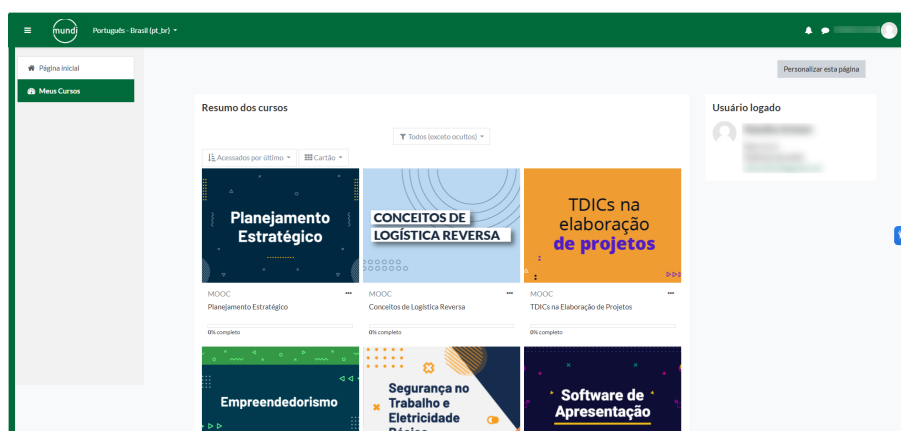 mundi
Português - Brasil (pt_br)
Página inicial
Meus Cursos
Personalizar esta página
Resumo dos cursos
Todos (exceto ocultos)
Acessados por último
Cartão
Usuário logado
Planejamento
Estratégico
CONCEITOS DE
LOGÍSTICA REVERSA
TDICs na
elaboração
de projetos
MOOC
Planejamento Estratégico
0% completo
MOOC
Conceitos de Logística Reversa
0% completo
MOOC
TDICs na Elaboração de Projetos
0% completo
Empreendedorismo
Segurança no
Trabalho e
Eletricidade
Básica
Software de
Apresentação